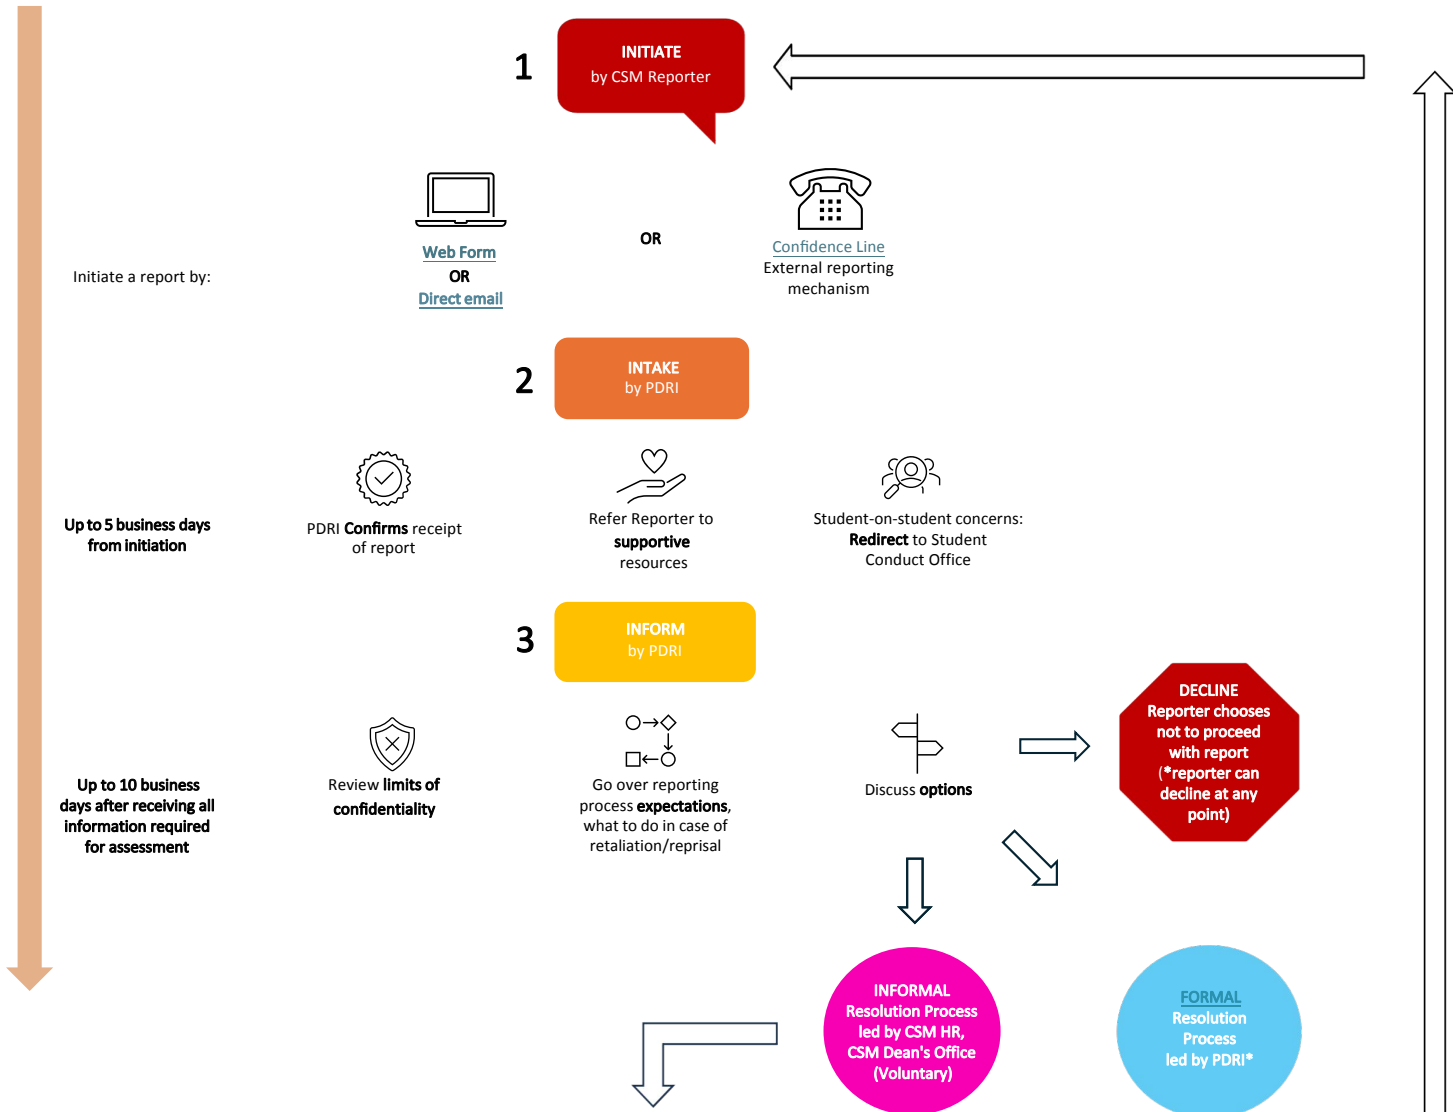 1
INITIATE
by CSM Reporter
Initiate a report by:
Web Form
OR
Direct email
OR
Confidence Line
External reporting
mechanism
2
INTAKE
by PDRI
Up to 5 business days
from initiation
PDRI Confirms receipt
of report
Refer Reporter to
supportive
resources
Student-on-student concerns:
Redirect to Student
Conduct Office
3
INFORM
by PDRI
Up to 10 business
days after receiving all
information required
for assessment
Review limits of
confidentiality
Go over reporting
process expectations,
what to do in case of
retaliation/reprisal
Discuss options
DECLINE
Reporter chooses
not to proceed
with report
(*reporter can
decline at any
point)
INFORMAL
Resolution Process
led by CSM HR,
CSM Dean's Office
(Voluntary)
FORMAL
Resolution
Process
led by PDRI*